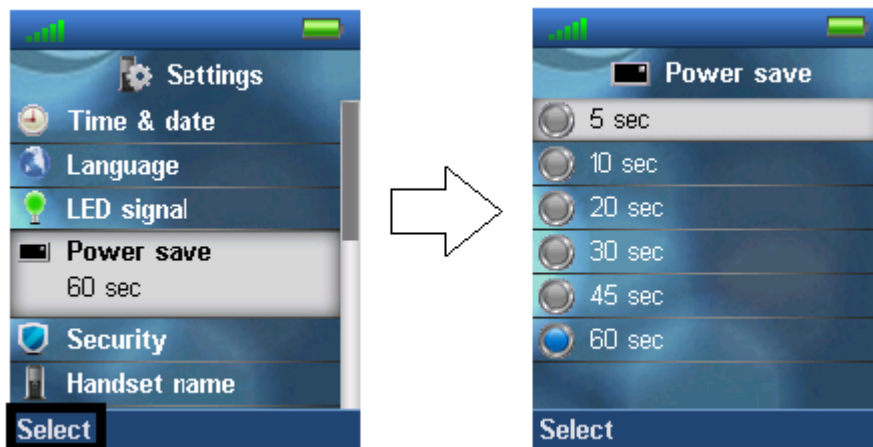 Settings
Time & date
Language
LED signal
Power save
60 sec
Security
Handset name
Select
Power save
5 sec
10 sec
20 sec
30 sec
45 sec
60 sec
Select